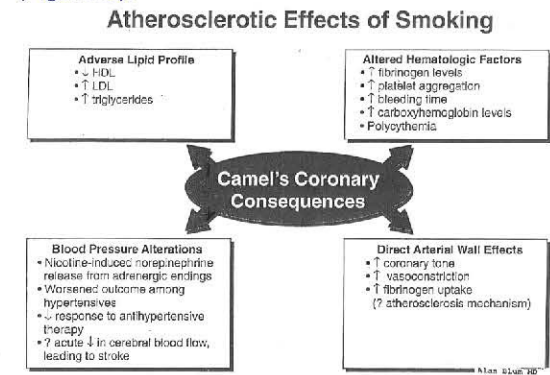 Atherosclerotic Effects of Smoking
Adverse Lipid Profile
• ↓ HDL
• ↑ LDL
• ↑ triglycerides
Altered Hematologic Factors
• ↑ fibrinogen levels
• ↑ platelet aggregation
• ↑ bleeding time
• ↑ carboxyhemoglobin levels
• Polycythemia
Camel's Coronary
Consequences
Blood Pressure Alterations
• Nicotine-induced norepinephrine
release from adrenergic endings
• Worsened outcome among
hypertensives
• ↓ response to antihypertensive
therapy
• ? acute ↓ in cerebral blood flow,
leading to stroke
Direct Arterial Wall Effects
• ↑ coronary tone
• ↑ vasoconstriction
• ↑ fibrinogen uptake
(? atherosclerosis mechanism)
Alan Blum MD